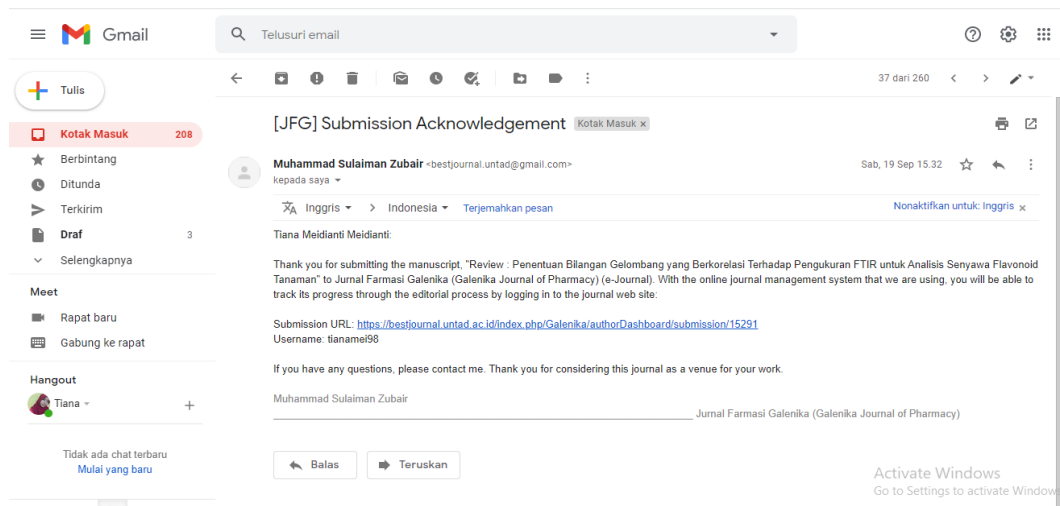 Gmail
Telusuri email
Tulis
37 dari 260
Kotak Masuk 208
Berbintang
Ditunda
Terkirim
Draf 3
Selengkapnya
Meet
Rapat baru
Gabung ke rapat
Hangout
Tiana
Tidak ada chat terbaru
Mulai yang baru
[JFG] Submission Acknowledgement Kotak Masuk x
Muhammad Sulaiman Zubair <bestjournal.untad@gmail.com> Sab, 19 Sep 15.32
kepada saya
Inggris > Indonesia Terjemahkan pesan Nonaktifkan untuk: Inggris x
Tiana Meidianti Meidianti:
Thank you for submitting the manuscript, "Review : Penentuan Bilangan Gelombang yang Berkorelasi Terhadap Pengukuran FTIR untuk Analisis Senyawa Flavonoid
Tanaman" to Jurnal Farmasi Galenika (Galenika Journal of Pharmacy) (e-Journal). With the online journal management system that we are using, you will be able to
track its progress through the editorial process by logging in to the journal web site:
Submission URL: https://bestjournal.untad.ac.id/index.php/Galenika/authorDashboard/submission/15291
Username: tianamei98
If you have any questions, please contact me. Thank you for considering this journal as a venue for your work.
Muhammad Sulaiman Zubair
Jurnal Farmasi Galenika (Galenika Journal of Pharmacy)
Balas
Teruskan
Activate Windows
Go to Settings to activate Window